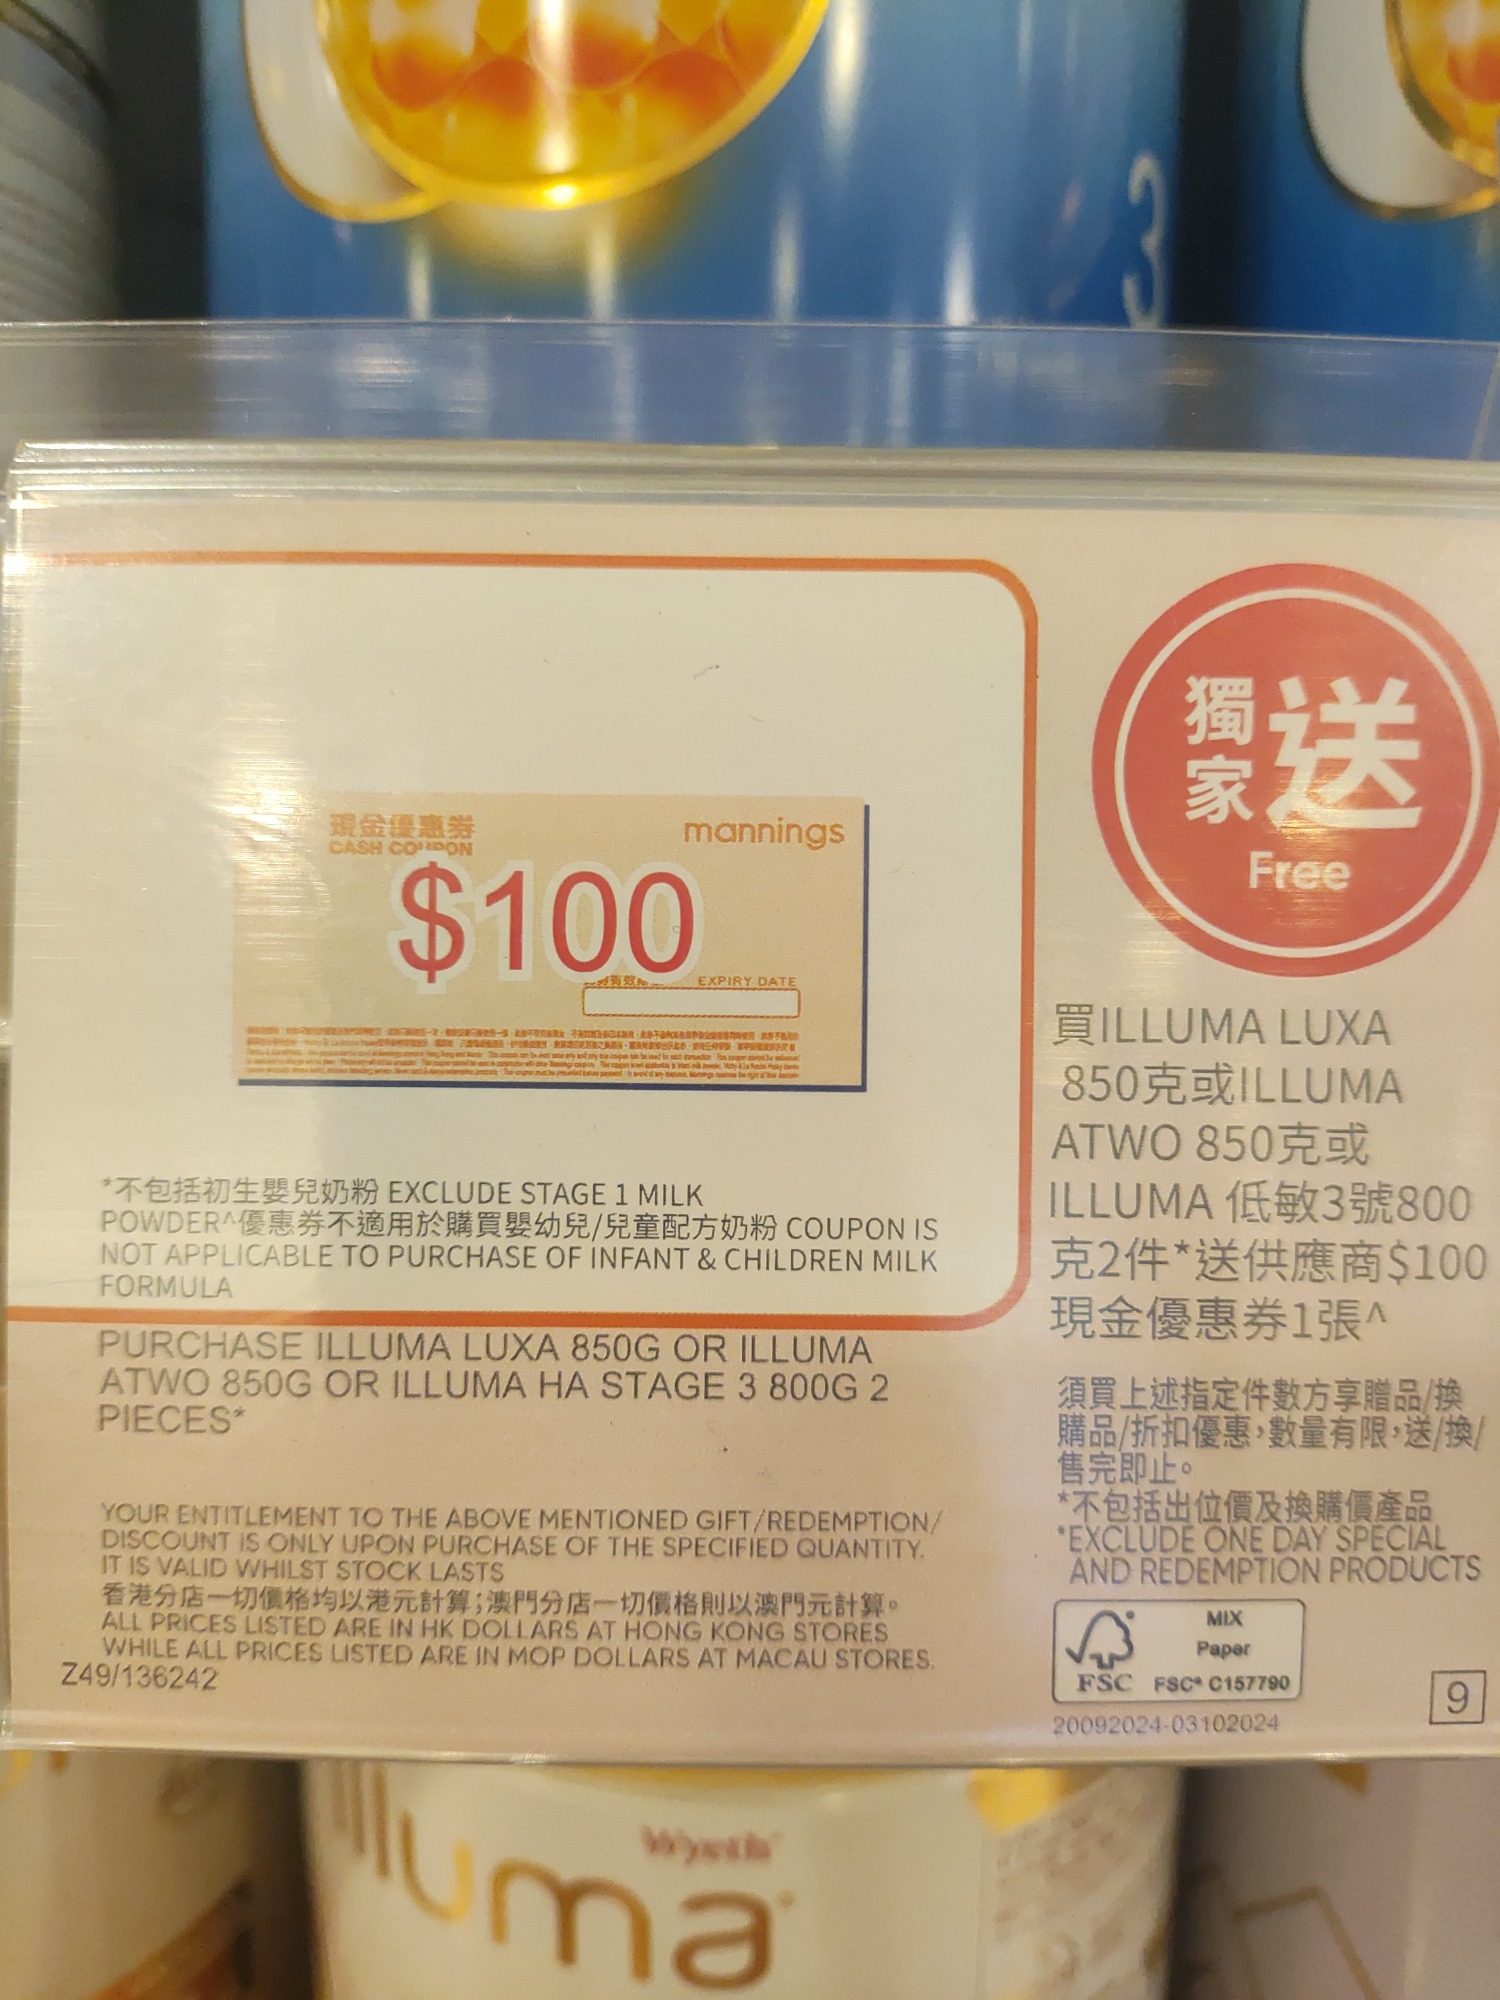 3
現金優惠券
CASH COUPON
mannings
$100
EXPIRY DATE
*不包括初生嬰兒奶粉 EXCLUDE STAGE 1 MILK
POWDER^優惠券不適用於購買嬰幼兒/兒童配方奶粉 COUPON IS
NOT APPLICABLE TO PURCHASE OF INFANT & CHILDREN MILK
FORMULA
PURCHASE ILLUMA LUXA 850G OR ILLUMA
ATWO 850G OR ILLUMA HA STAGE 3 800G 2
PIECES*
YOUR ENTITLEMENT TO THE ABOVE MENTIONED GIFT/REDEMPTION/
DISCOUNT IS ONLY UPON PURCHASE OF THE SPECIFIED QUANTITY.
IT IS VALID WHILST STOCK LASTS
香港分店一切價格均以港元計算;澳門分店一切價格則以澳門元計算。
ALL PRICES LISTED ARE IN HK DOLLARS AT HONG KONG STORES
WHILE ALL PRICES LISTED ARE IN MOP DOLLARS AT MACAU STORES.
Z49/136242
獨家送
Free
買ILLUMA LUXA
850克或ILLUMA
ATWO 850克或
ILLUMA 低敏3號800
克2件*送供應商$100
現金優惠券1張^
須買上述指定件數方享贈品/換
購品/折扣優惠,數量有限,送/換/
售完即止。
*不包括出位價及換購價產品
*EXCLUDE ONE DAY SPECIAL
AND REDEMPTION PRODUCTS
MIX
Paper
FSC FSC® C157790
9
20092024-03102024
Wyeth
illuma